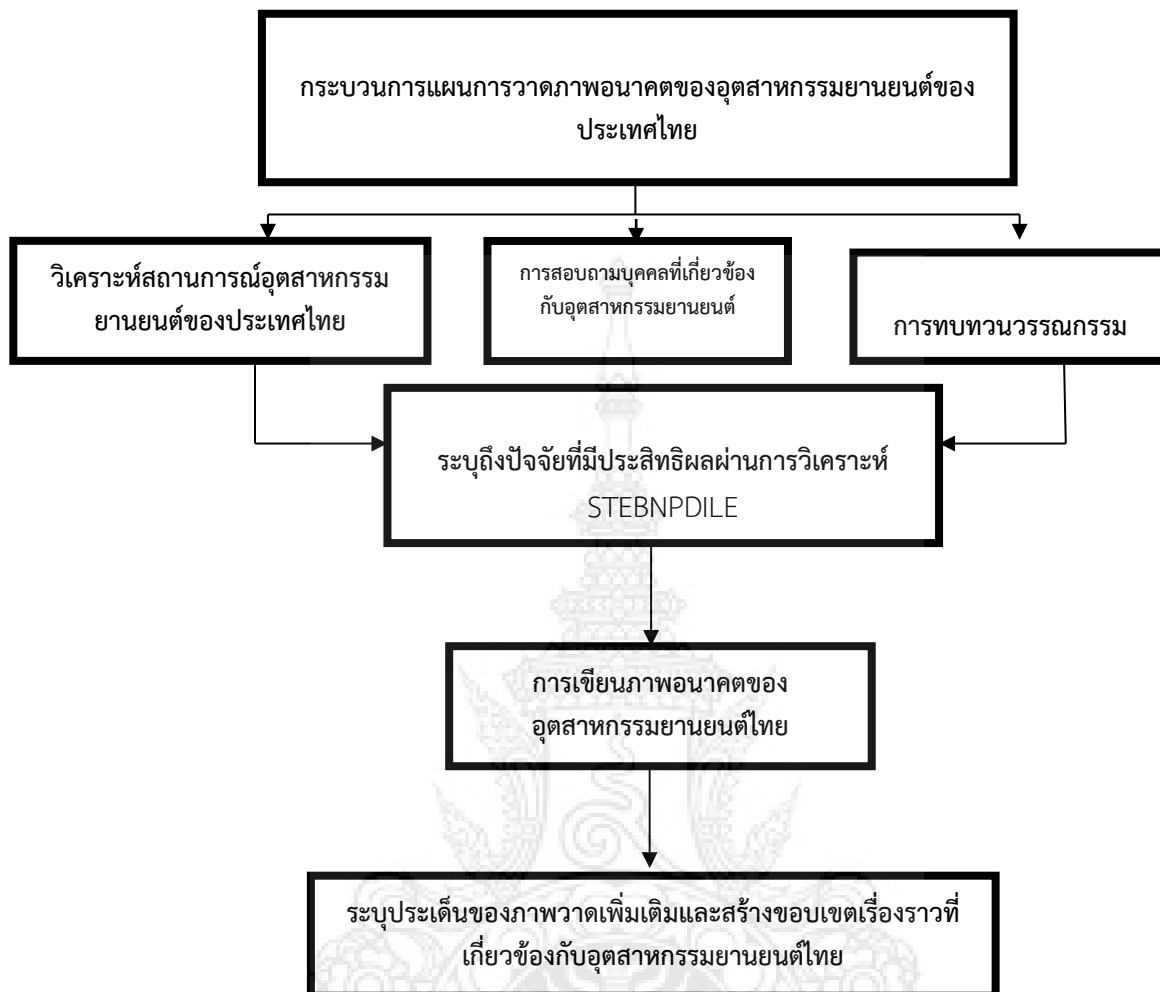 กระบวนการแผนการวาดภาพอนาคตของอุตสาหกรรมยานยนต์ของ
ประเทศไทย
วิเคราะห์สถานการณ์อุตสาหกรรม
ยานยนต์ของประเทศไทย
การสอบถามบุคคลที่เกี่ยวข้อง
กับอุตสาหกรรมยานยนต์
การทบทวนวรรณกรรม
ระบุถึงปัจจัยที่มีประสิทธิผลผ่านการวิเคราะห์
STEBNPDILE
การเขียนภาพอนาคตของ
อุตสาหกรรมยานยนต์ไทย
ระบุประเด็นของภาพวาดเพิ่มเติมและสร้างขอบเขตเรื่องราวที่
เกี่ยวข้องกับอุตสาหกรรมยานยนต์ไทย